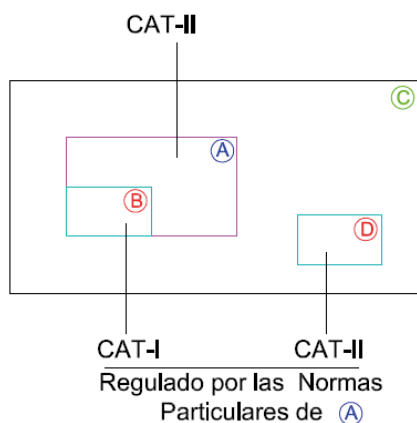 CAT-II
Ⓒ
Ⓐ
Ⓑ
Ⓓ
CAT-I CAT-II
Regulado por las Normas
Particulares de Ⓐ